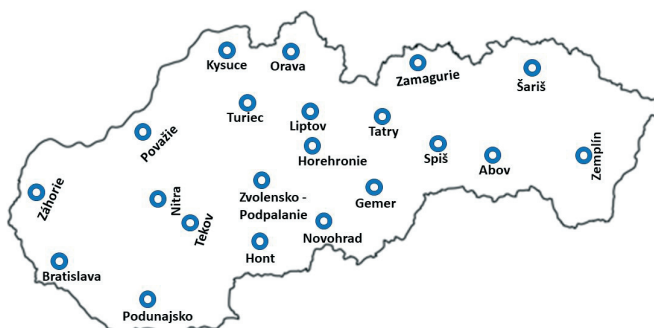 Kysuce
Orava
Zamagurie
Šariš
Turiec
Liptov
Tatry
Považie
Horehronie
Spiš
Abov
Zemplín
Záhorie
Nitra
Zvolensko -
Podpalanie
Gemer
Tekov
Novohrad
Hont
Bratislava
Podunajsko